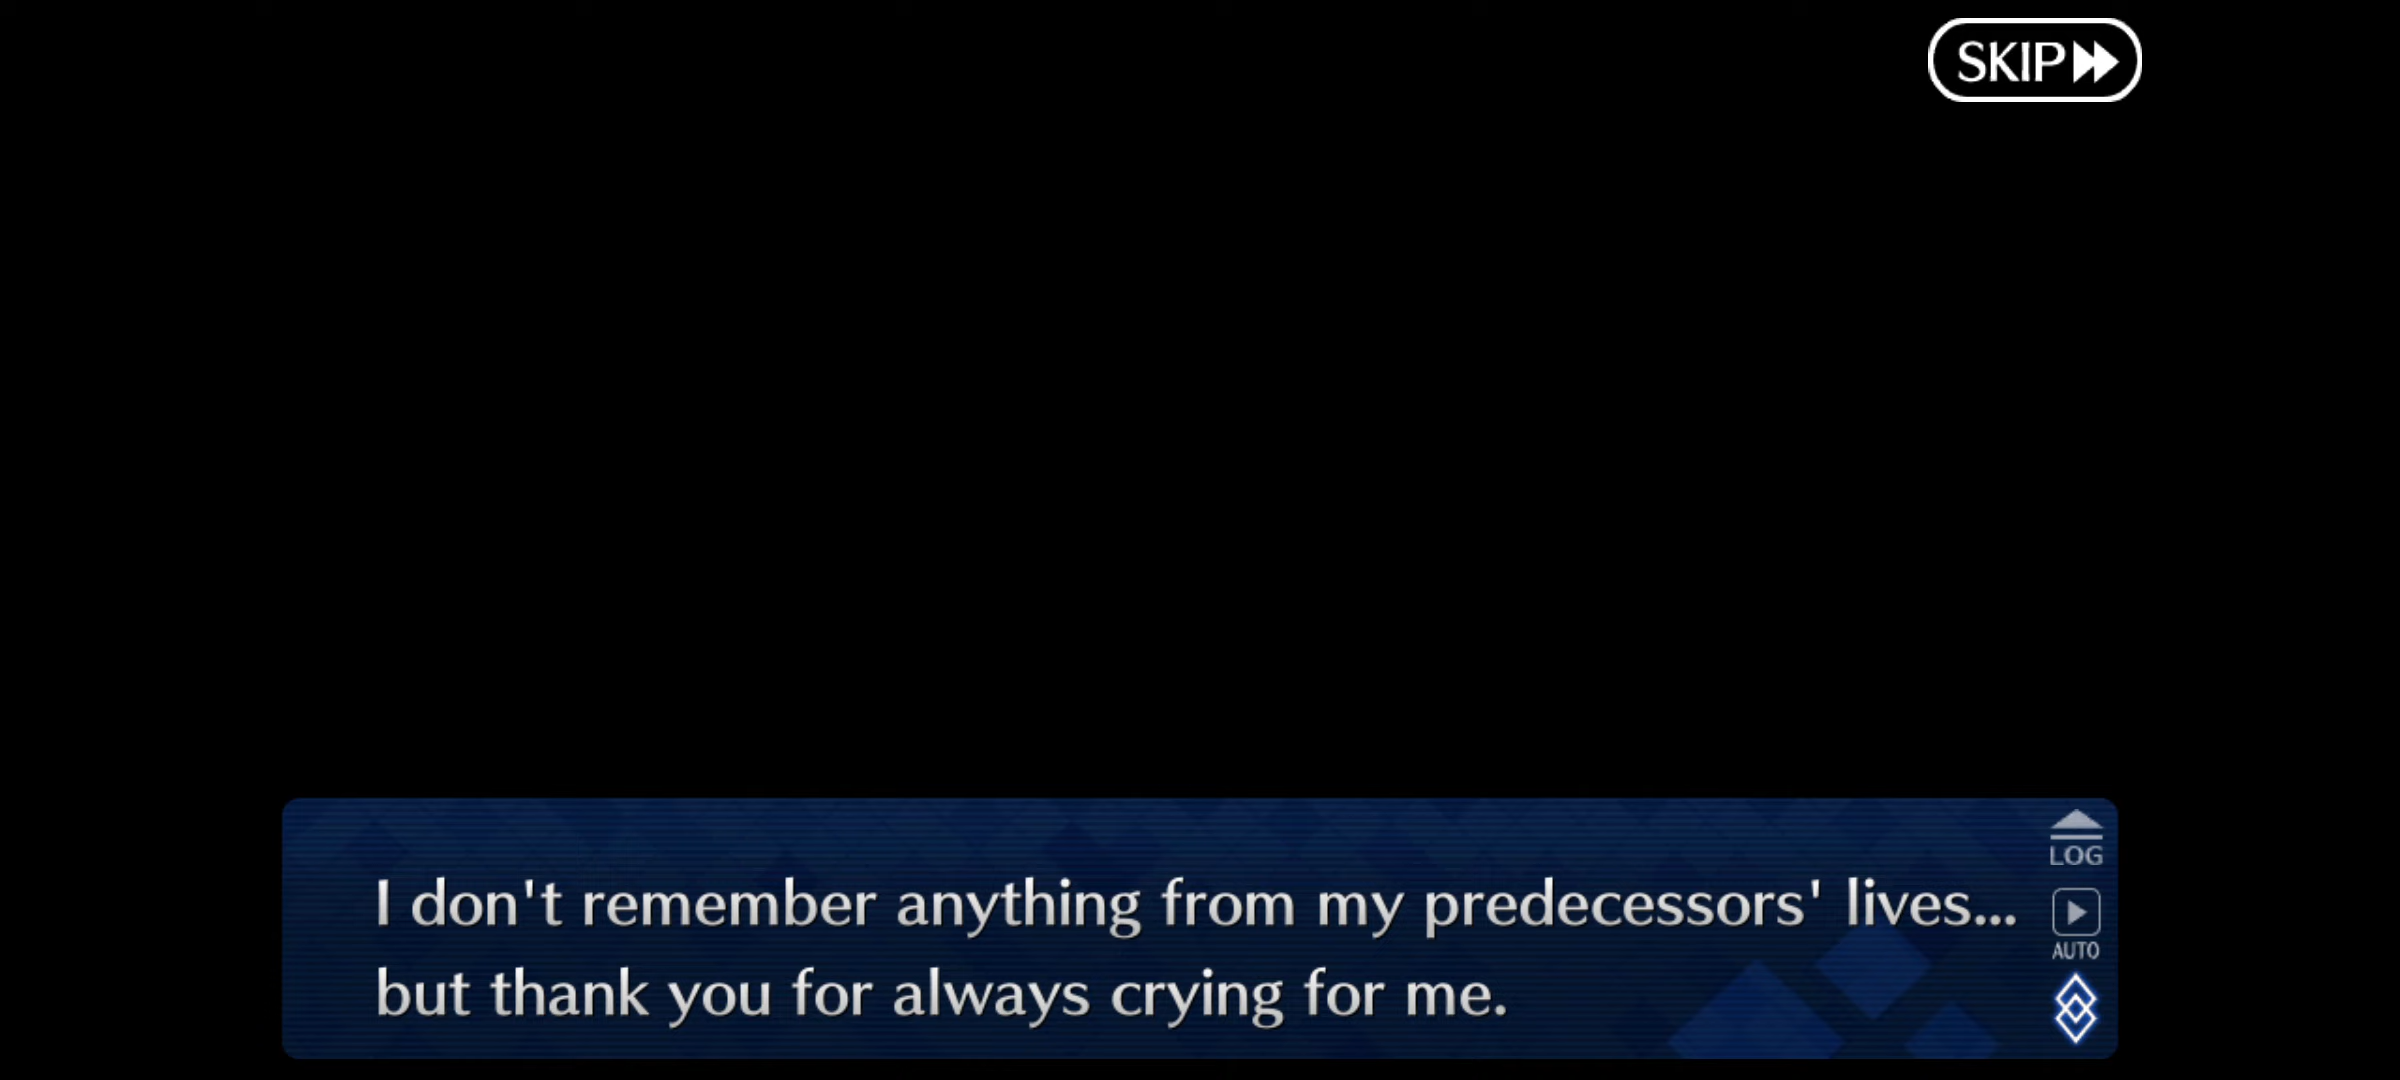 SKIP
LOG
I don't remember anything from my predecessors' lives...
AUTO
but thank you for always crying for me.